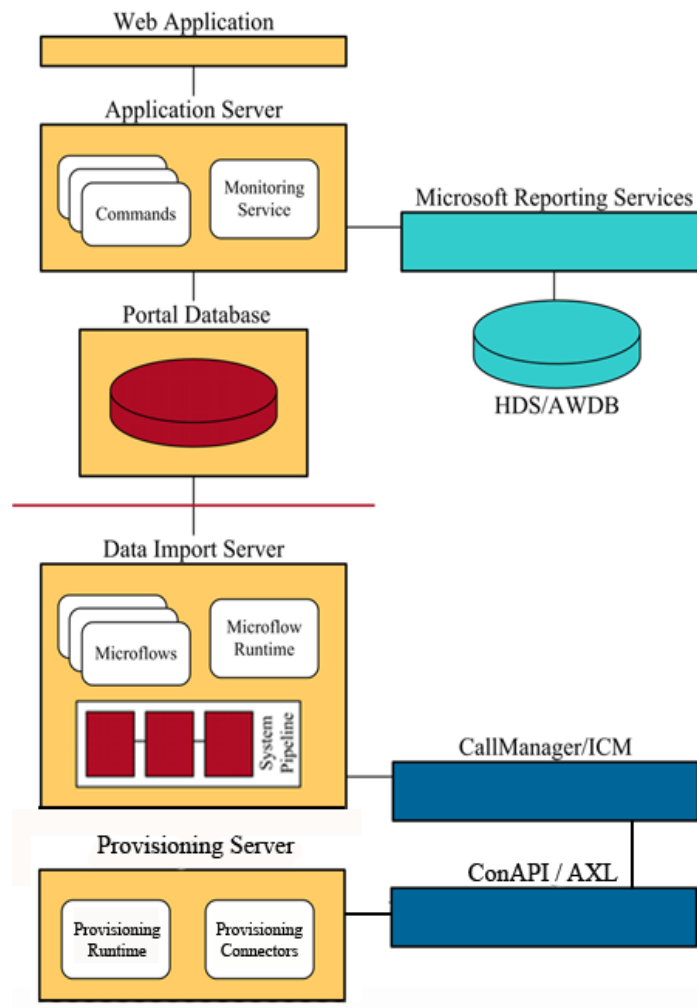 Web Application
Application Server
Commands
Monitoring
Service
Microsoft Reporting Services
Portal Database
HDS/AWDB
Data Import Server
Microflows
Microflow
Runtime
System
Pipeline
CallManager/ICM
Provisioning Server
ConAPI / AXL
Provisioning
Runtime
Provisioning
Connectors